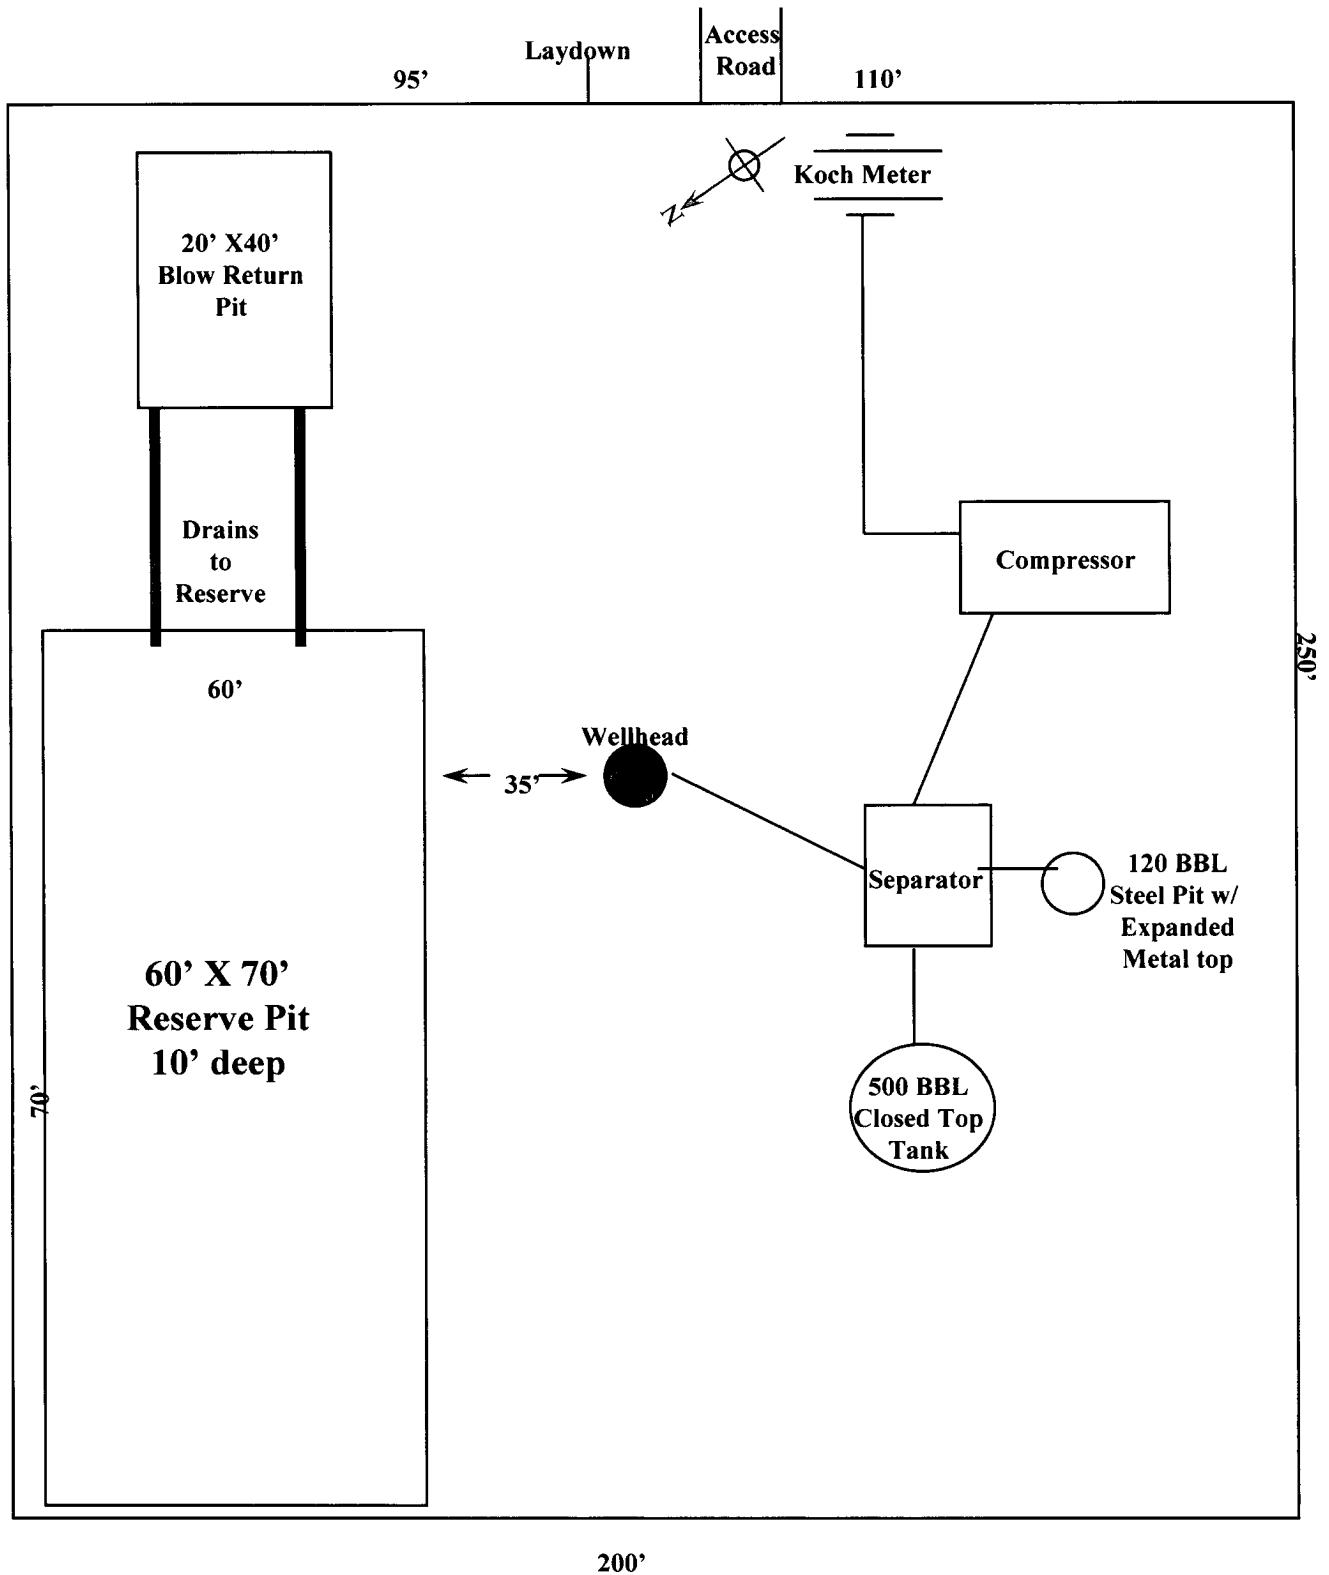 Laydown
Access
Road
95’
110’
N
Koch Meter
20’ X40’
Blow Return
Pit
Drains
to
Reserve
Compressor
250’
60’
Wellhead
35’
Separator
120 BBL
Steel Pit w/
Expanded
Metal top
60’ X 70’
Reserve Pit
10’ deep
70’
500 BBL
Closed Top
Tank
200’